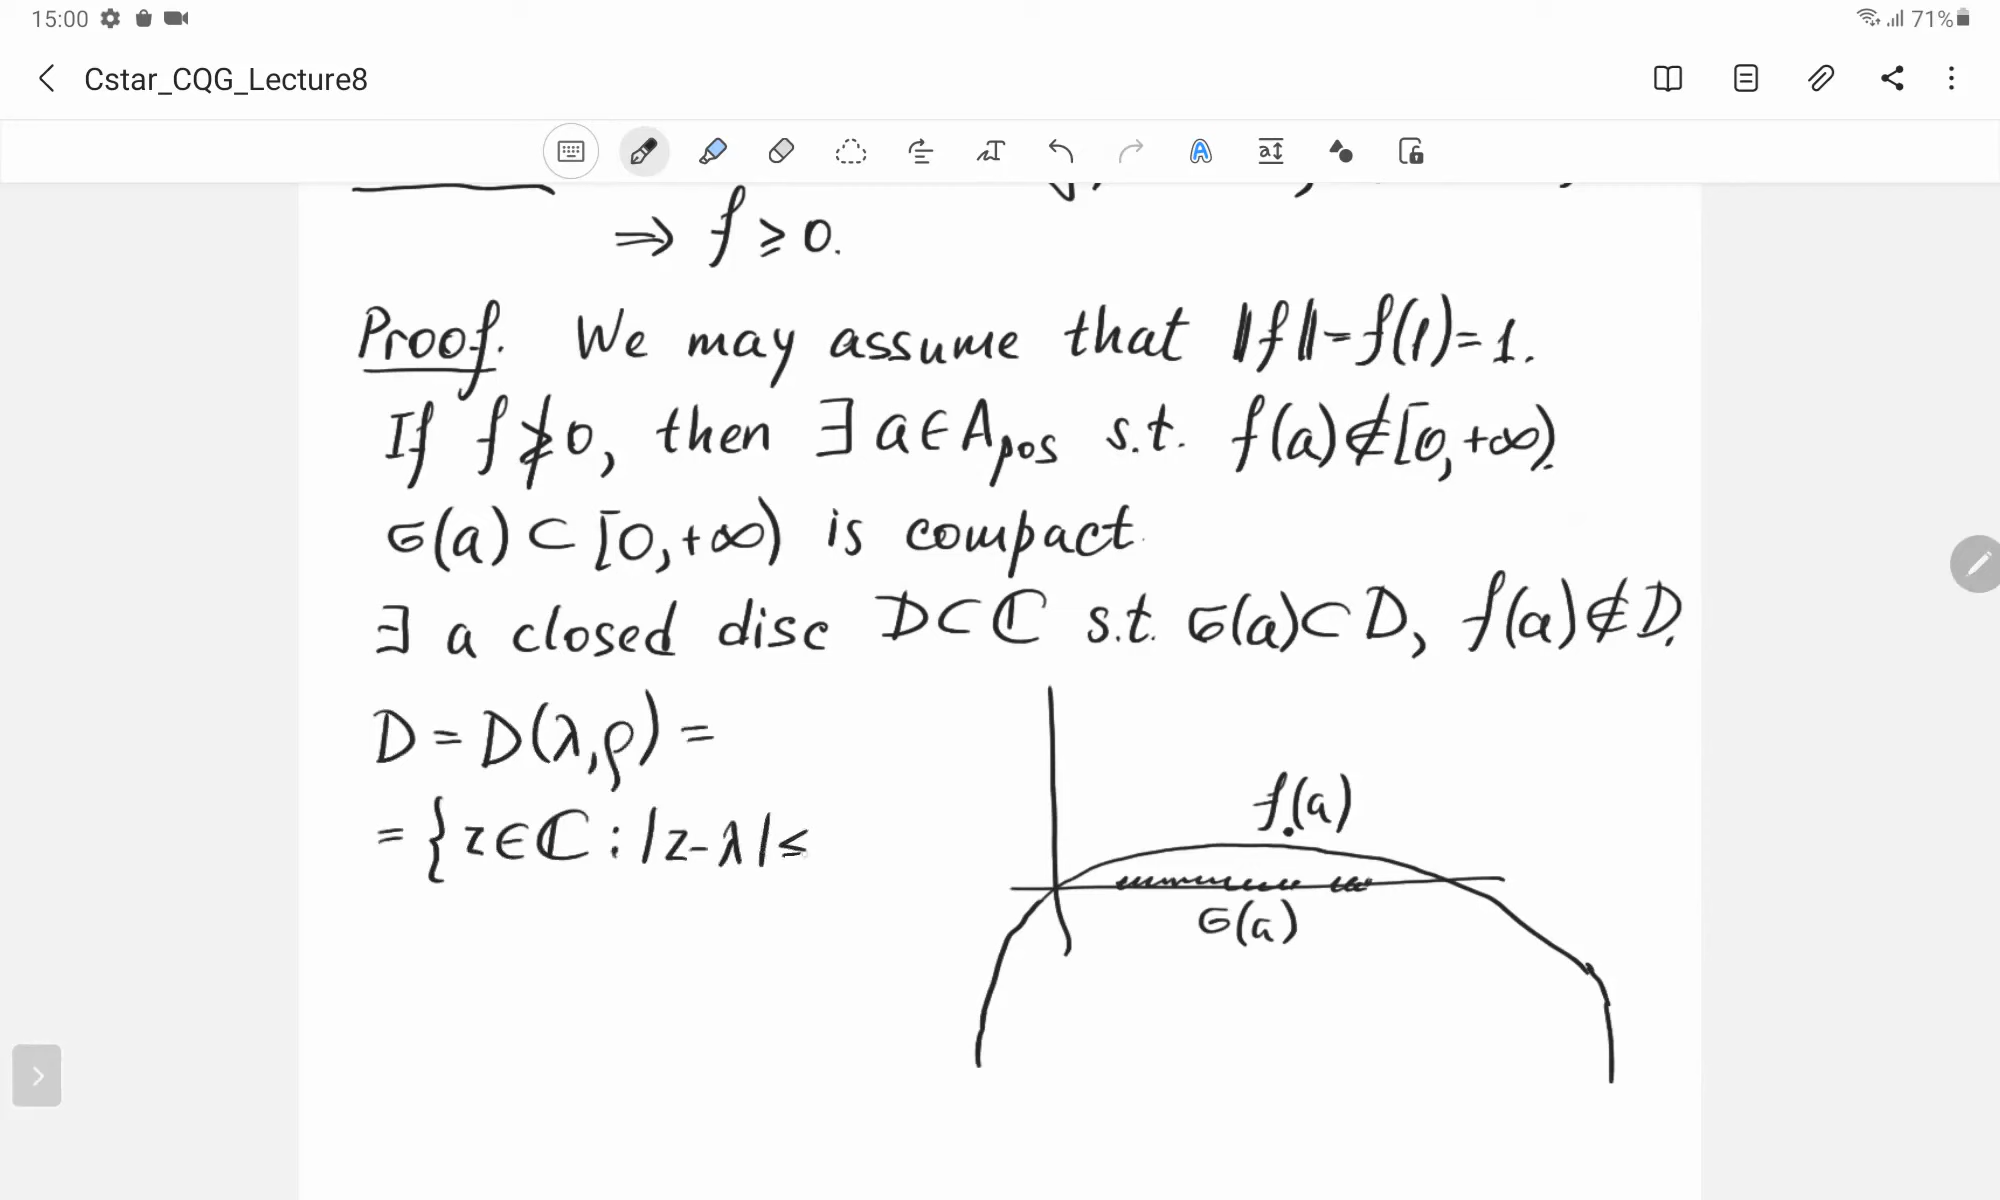 15:00 71%
Cstar_CQG_Lecture8
⇒ f ⩾ 0.
Proof. We may assume that ‖f‖=f(1)=1.
If f ≱ 0, then ∃ a∈A_pos s.t. f(a)∉[0,+∞).
σ(a)⊂[0,+∞) is compact.
∃ a closed disc D⊂ℂ s.t. σ(a)⊂D, f(a)∉D.
D = D(λ,ρ) =
= {z∈ℂ : |z-λ|≤
f(a)
σ(a)